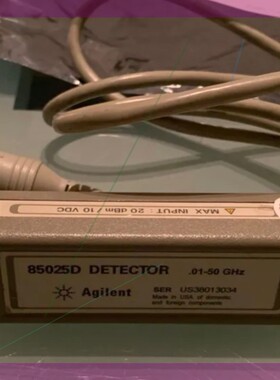 ⚠ MAX INPUT: 20 dBm/10 VDC
85025D DETECTOR .01-50 GHz
Agilent SER US38013034
Made in USA of domestic
and foreign components